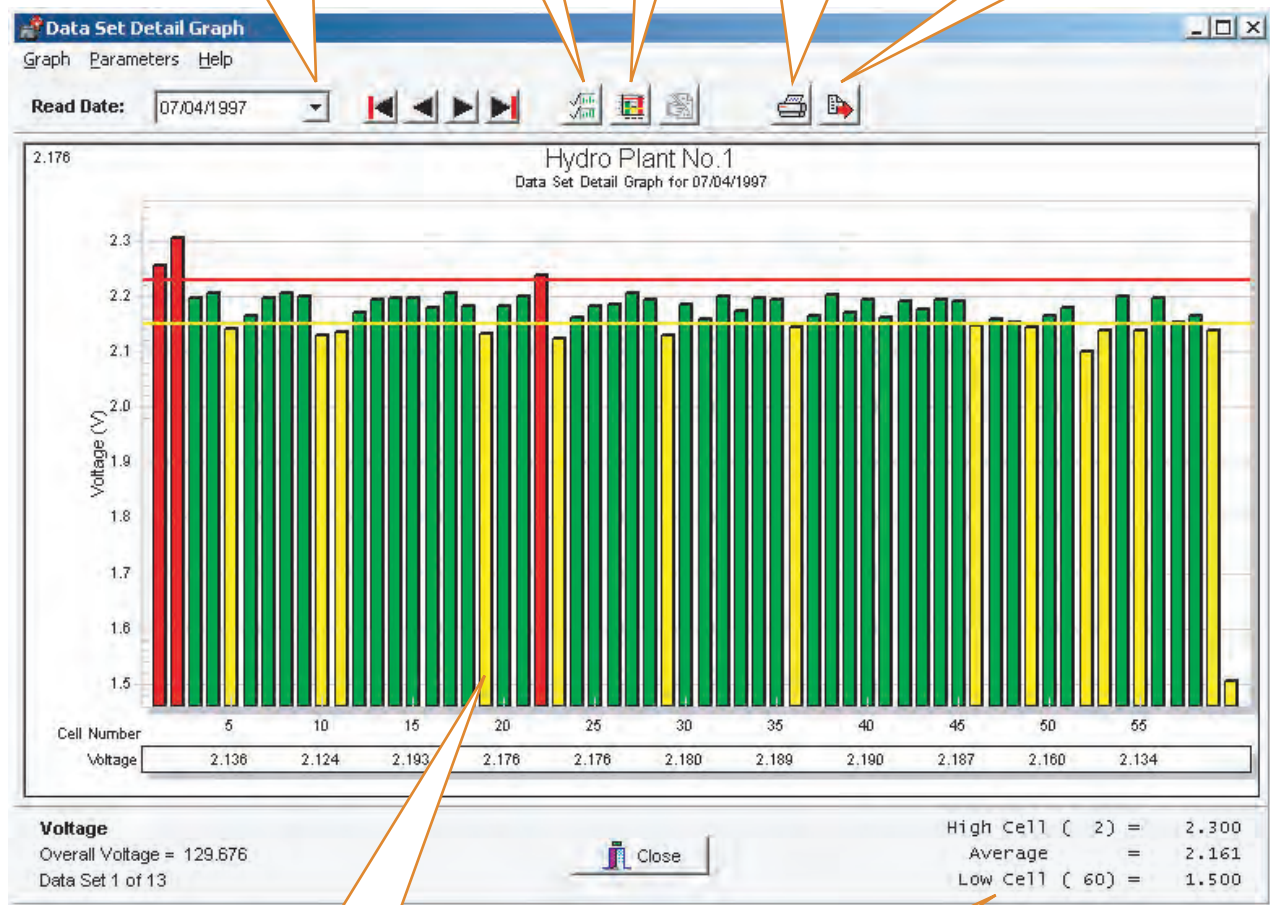 Data Set Detail Graph
Graph Parameters Help
Read Date: 07/04/1997
2.176
Hydro Plant No.1
Data Set Detail Graph for 07/04/1997
Voltage (V)
2.3
2.2
2.1
2.0
1.9
1.8
1.7
1.6
1.5
Cell Number 5 10 15 20 25 30 35 40 45 50 55
Voltage 2.136 2.124 2.193 2.176 2.176 2.180 2.189 2.190 2.187 2.160 2.134
Voltage
Overall Voltage = 129.676
Data Set 1 of 13
Close
High Cell ( 2) = 2.300
Average = 2.161
Low Cell ( 60) = 1.500